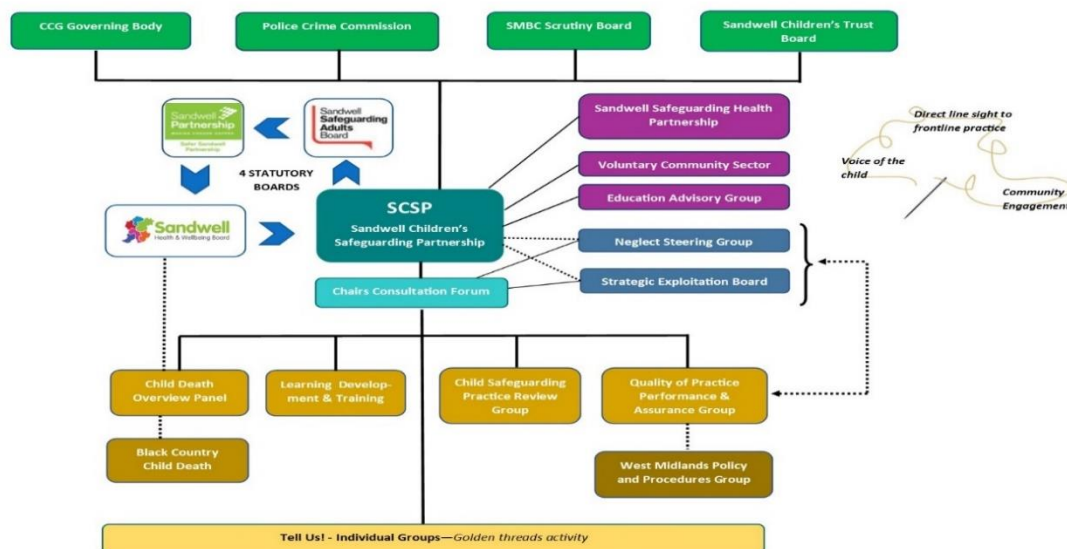 CCG Governing Body
Police Crime Commission
SMBC Scrutiny Board
Sandwell Children's Trust
Board
Sandwell
Partnership
Safer Sandwell
Partnership
Sandwell
Safeguarding
Adults
Board
4 STATUTORY
BOARDS
Sandwell
Health & Wellbeing Board
SCSP
Sandwell Children's
Safeguarding Partnership
Chairs Consultation Forum
Sandwell Safeguarding Health
Partnership
Voluntary Community Sector
Education Advisory Group
Neglect Steering Group
Strategic Exploitation Board
Direct line sight to
frontline practice
Voice of the
child
Community
Engagement
Child Death
Overview Panel
Learning Develop-
ment & Training
Child Safeguarding
Practice Review
Group
Quality of Practice
Performance &
Assurance Group
Black Country
Child Death
West Midlands Policy
and Procedures Group
Tell Us! - Individual Groups—Golden threads activity